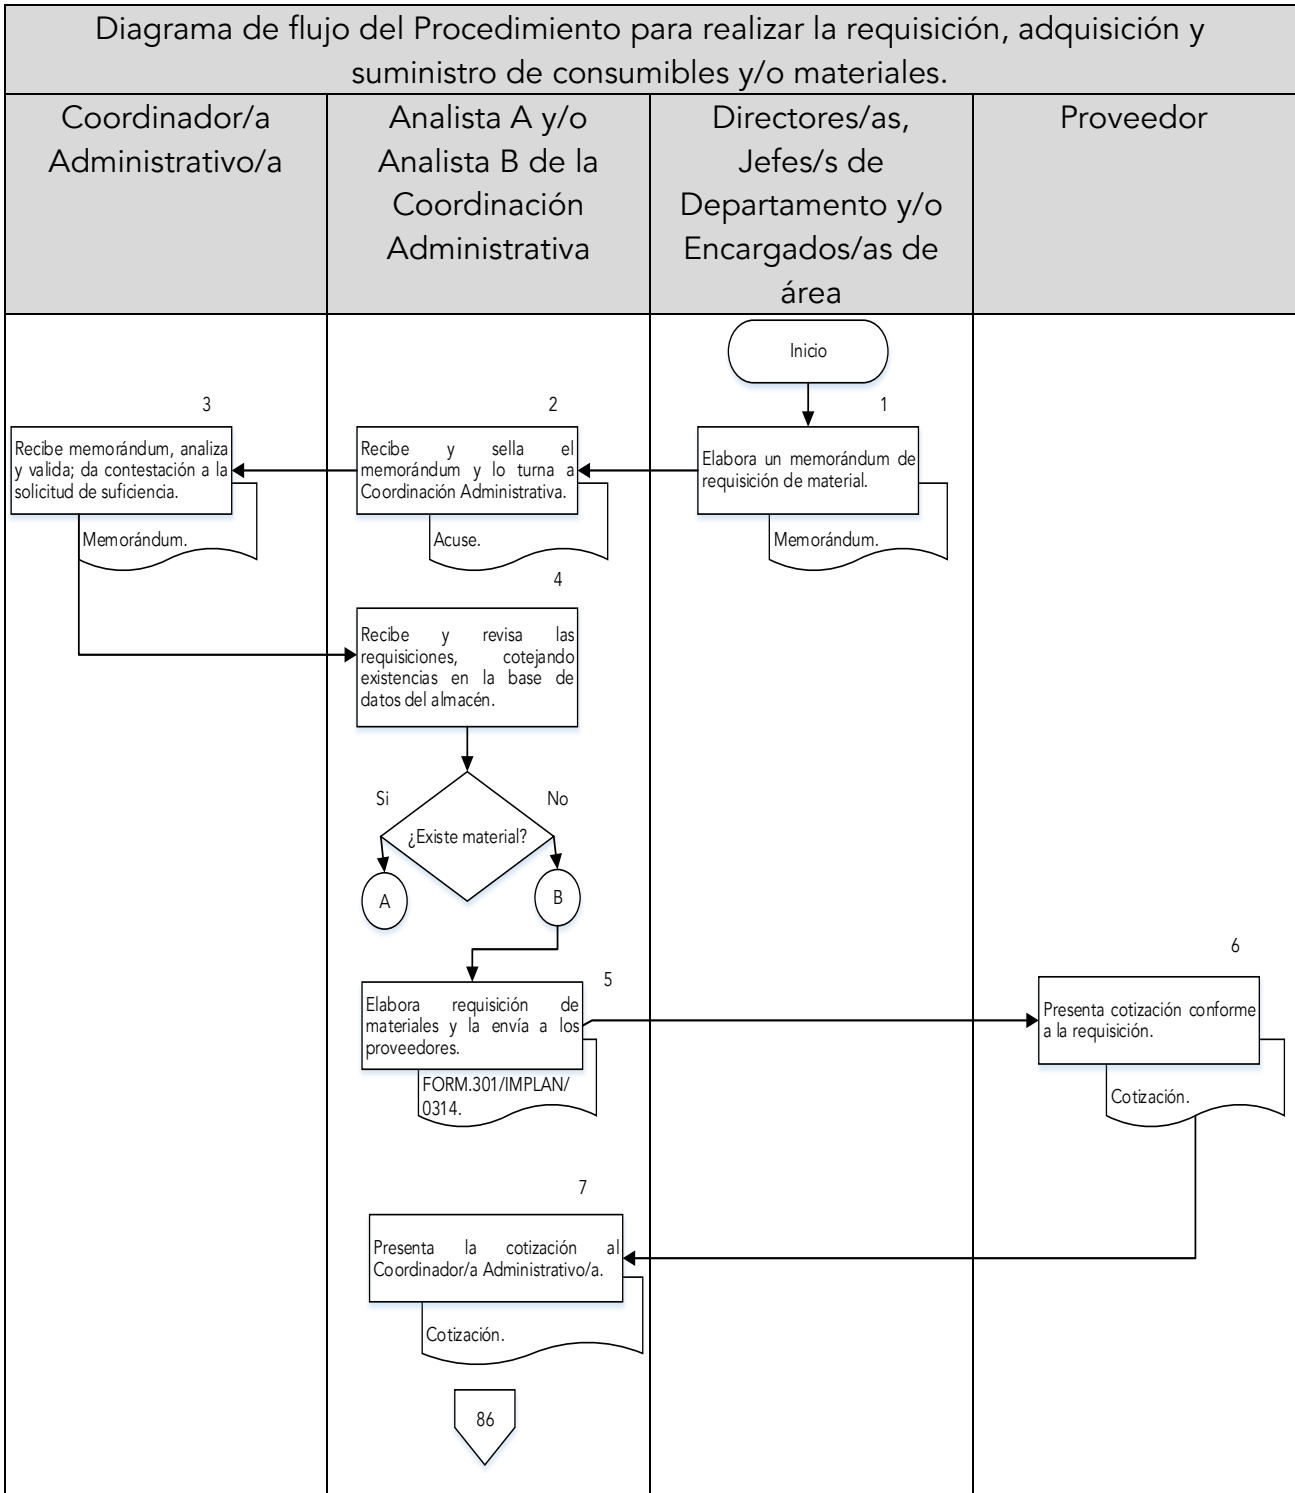 Diagrama de flujo del Procedimiento para realizar la requisición, adquisición y
suministro de consumibles y/o materiales.
Coordinador/a
Administrativo/a
Analista A y/o
Analista B de la
Coordinación
Administrativa
Directores/as,
Jefes/s de
Departamento y/o
Encargados/as de
área
Proveedor
Inicio
1
Elabora un memorándum de
requisición de material.
Memorándum.
2
Recibe y sella el
memorándum y lo turna a
Coordinación Administrativa.
Acuse.
3
Recibe memorándum, analiza
y valida; da contestación a la
solicitud de suficiencia.
Memorándum.
4
Recibe y revisa las
requisiciones, cotejando
existencias en la base de
datos del almacén.
¿Existe material?
Si
No
A
B
5
Elabora requisición de
materiales y la envía a los
proveedores.
FORM.301/IMPLAN/
0314.
6
Presenta cotización conforme
a la requisición.
Cotización.
7
Presenta la cotización al
Coordinador/a Administrativo/a.
Cotización.
86